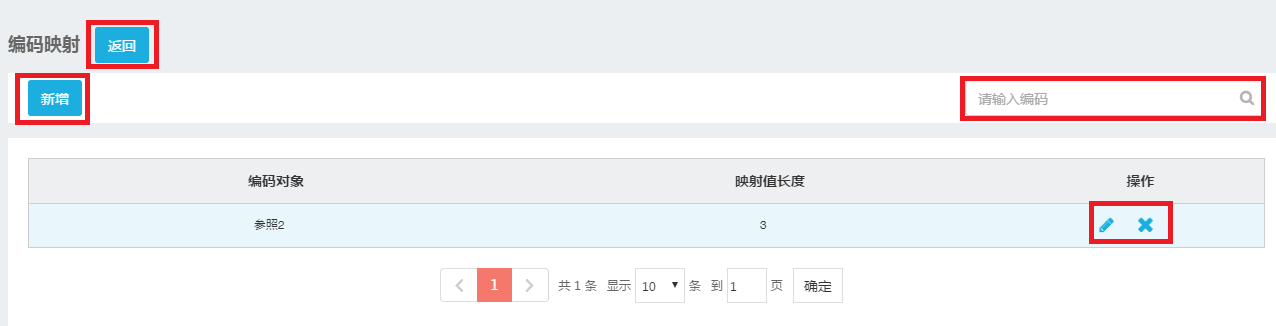 编码映射 返回
新增 请输入编码
编码对象 映射值长度 操作
参照2 3
1 共 1 条 显示 10 条 到 1 页 确定